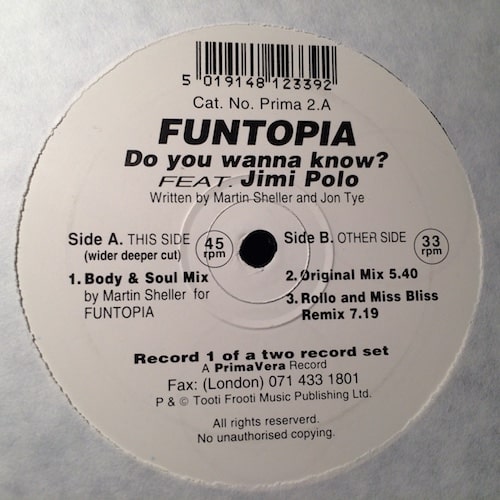 5 019148 123392
Cat. No. Prima 2.A
FUNTOPIA
Do you wanna know?
FEAT. Jimi Polo
Written by Martin Sheller and Jon Tye
Side A. THIS SIDE
(wider deeper cut)
45
rpm
1. Body & Soul Mix
by Martin Sheller for
FUNTOPIA
Side B. OTHER SIDE
33
rpm
2. Original Mix 5.40
3. Rollo and Miss Bliss
Remix 7.19
Record 1 of a two record set
A PrimaVera Record
Fax: (London) 071 433 1801
P & © Tooti Frooti Music Publishing Ltd.
All rights reserverd.
No unauthorised copying.